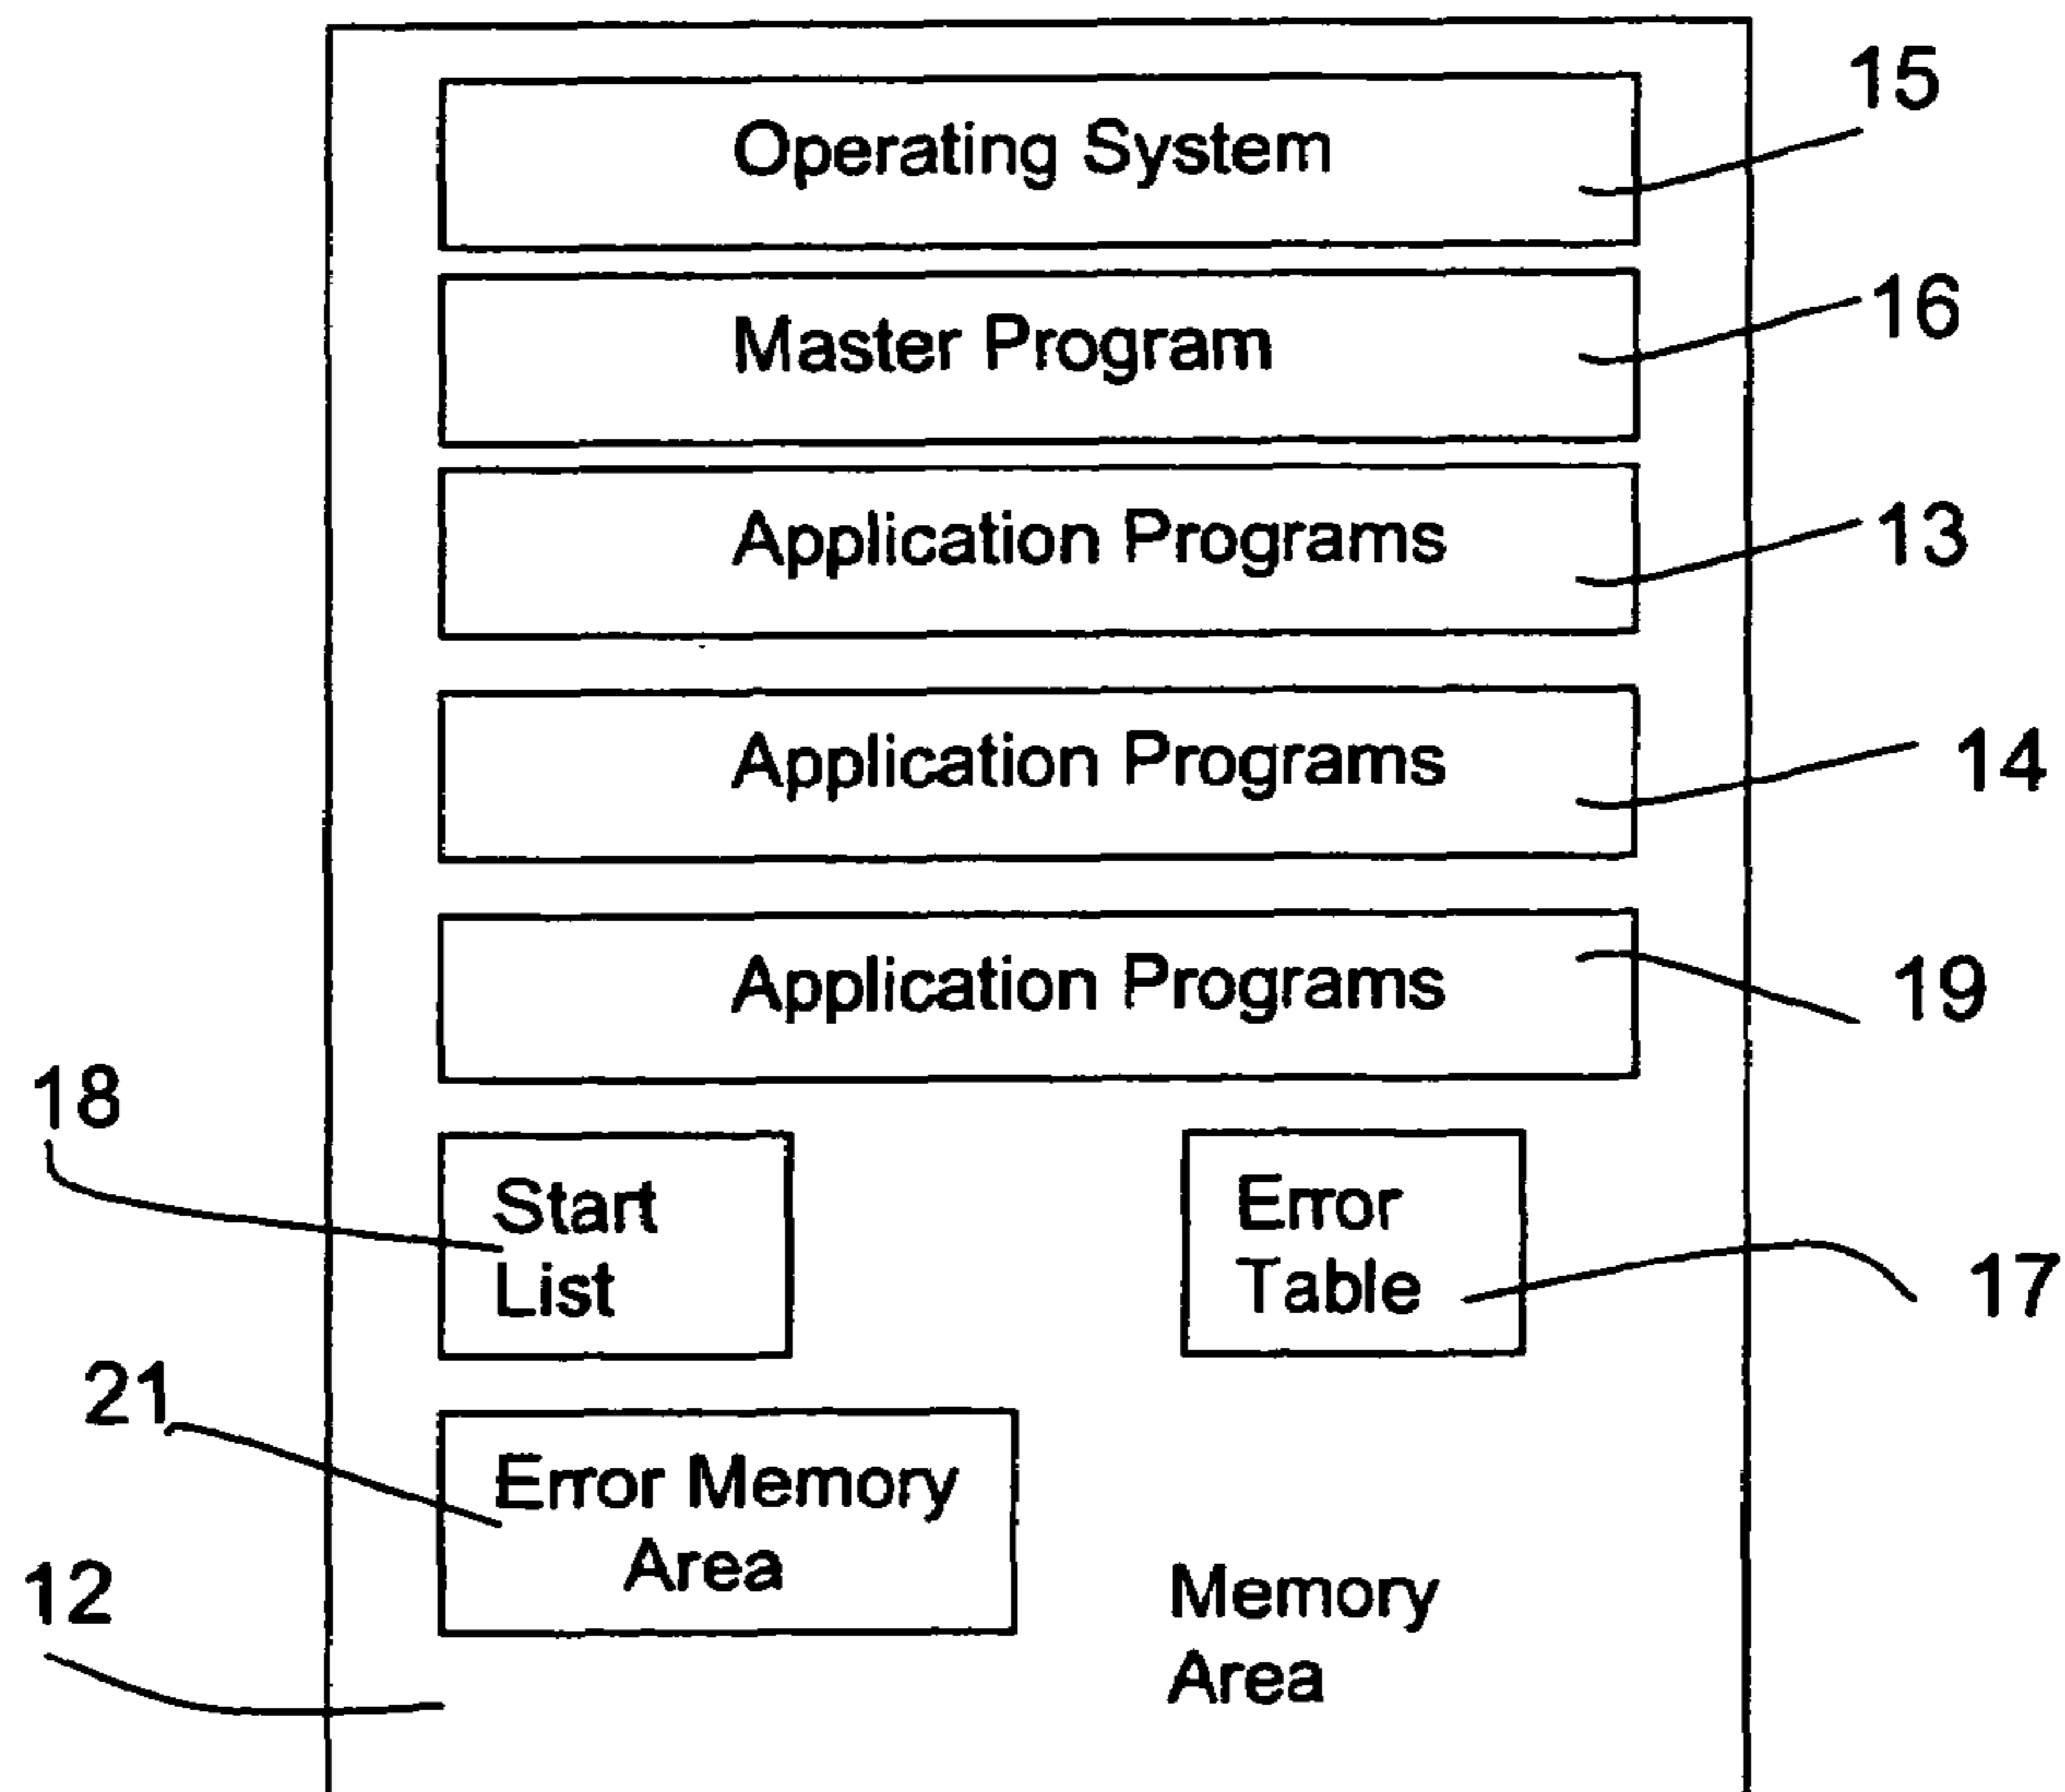 15
Operating System
16
Master Program
13
Application Programs
14
Application Programs
19
Application Programs
18
Start
List
Error
Table
17
21
Error Memory
Area
12
Memory
Area